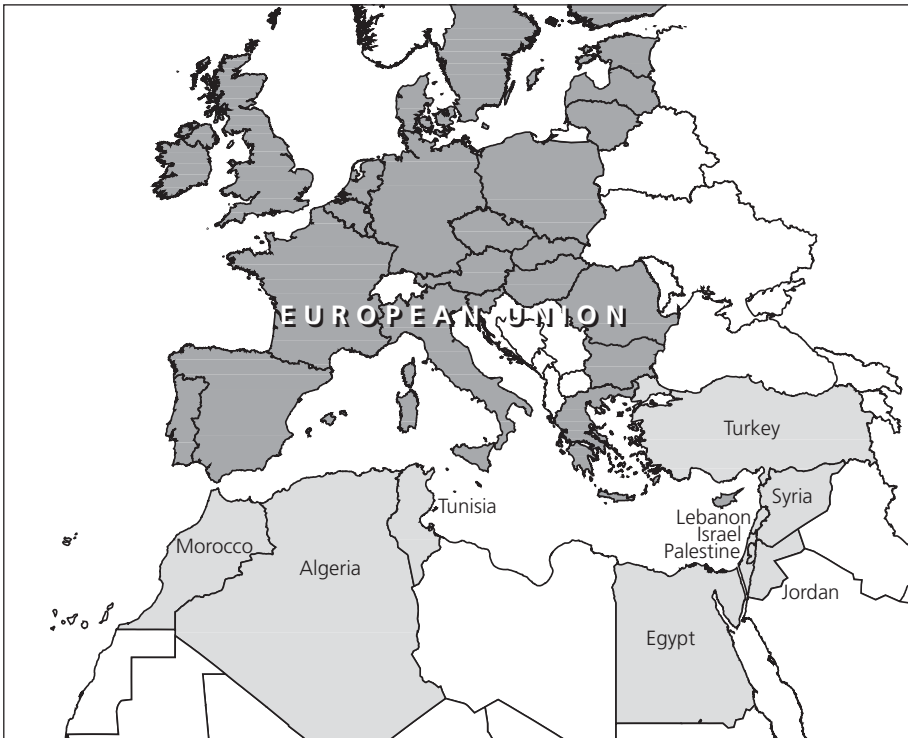 EUROPEAN UNION
Turkey
Syria
Tunisia
Lebanon
Israel
Palestine
Morocco
Algeria
Jordan
Egypt